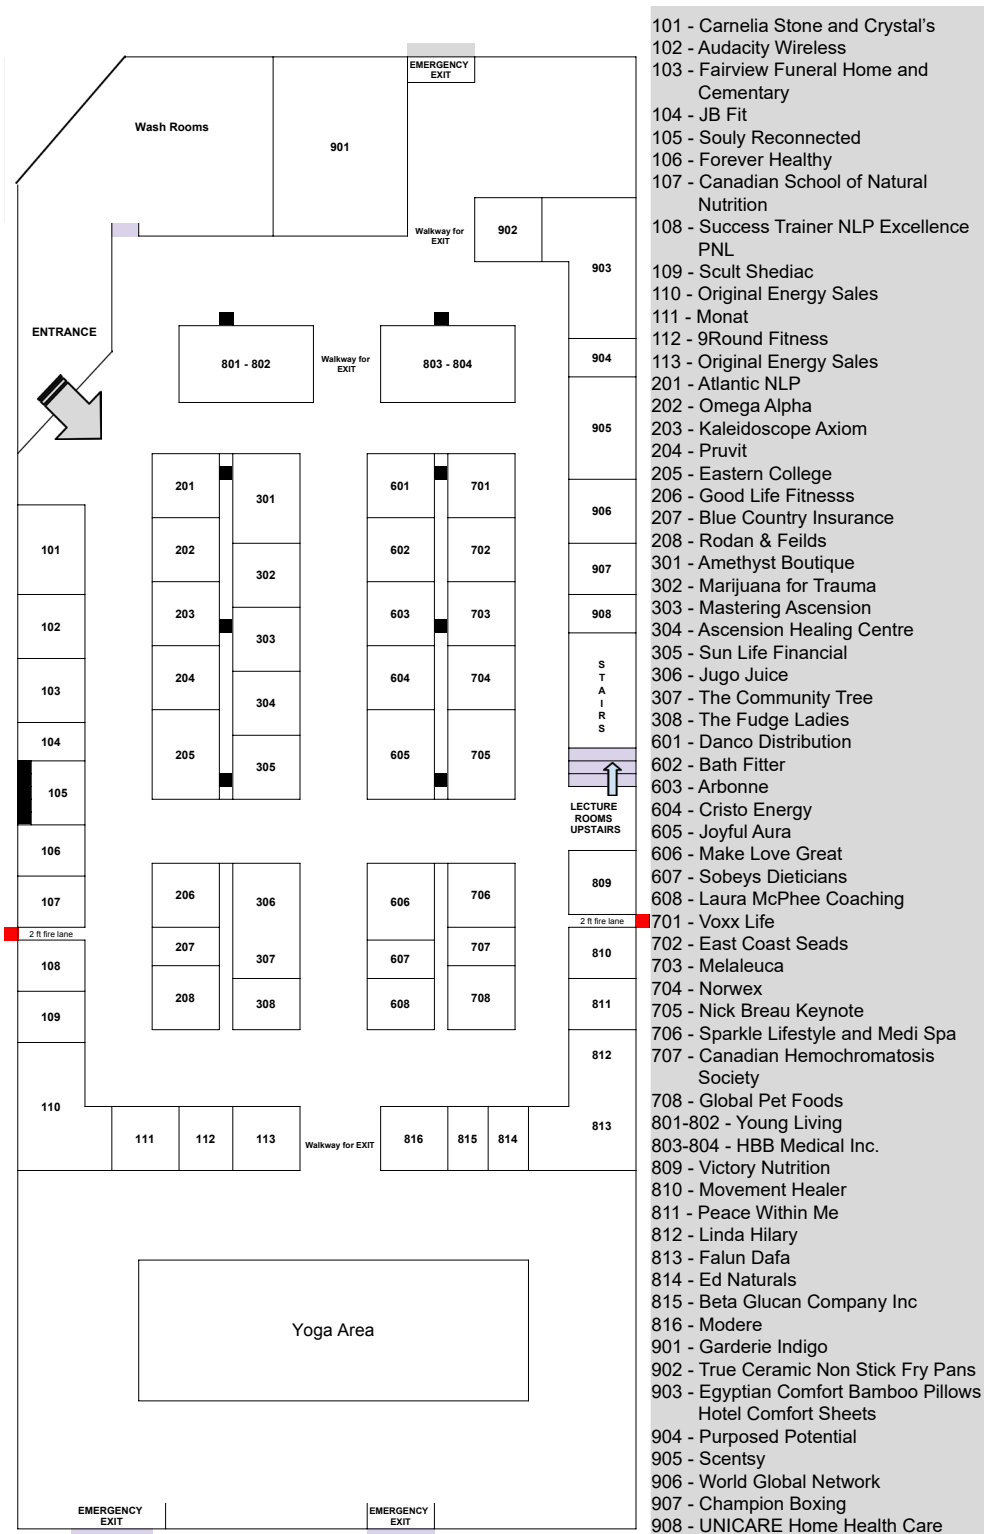 EMERGENCY
EXIT
Wash Rooms
901
Walkway for
EXIT
902
903
ENTRANCE
801 - 802
Walkway for
EXIT
803 - 804
904
905
201
301
601
701
906
101
202
302
602
702
907
102
203
303
603
703
908
103
204
304
604
704
S
T
A
I
R
S
104
205
305
605
705
105
LECTURE
ROOMS
UPSTAIRS
106
206
306
606
706
809
107
2 ft fire lane
2 ft fire lane
207
307
607
707
810
108
208
308
608
708
811
109
812
110
111
112
113
Walkway for EXIT
816
815
814
813
Yoga Area
EMERGENCY
EXIT
EMERGENCY
EXIT
101 - Carnelia Stone and Crystal's
102 - Audacity Wireless
103 - Fairview Funeral Home and
Cementary
104 - JB Fit
105 - Souly Reconnected
106 - Forever Healthy
107 - Canadian School of Natural
Nutrition
108 - Success Trainer NLP Excellence
PNL
109 - Scult Shediac
110 - Original Energy Sales
111 - Monat
112 - 9Round Fitness
113 - Original Energy Sales
201 - Atlantic NLP
202 - Omega Alpha
203 - Kaleidoscope Axiom
204 - Pruvit
205 - Eastern College
206 - Good Life Fitnesss
207 - Blue Country Insurance
208 - Rodan & Feilds
301 - Amethyst Boutique
302 - Marijuana for Trauma
303 - Mastering Ascension
304 - Ascension Healing Centre
305 - Sun Life Financial
306 - Jugo Juice
307 - The Community Tree
308 - The Fudge Ladies
601 - Danco Distribution
602 - Bath Fitter
603 - Arbonne
604 - Cristo Energy
605 - Joyful Aura
606 - Make Love Great
607 - Sobeys Dieticians
608 - Laura McPhee Coaching
701 - Voxx Life
702 - East Coast Seads
703 - Melaleuca
704 - Norwex
705 - Nick Breau Keynote
706 - Sparkle Lifestyle and Medi Spa
707 - Canadian Hemochromatosis
Society
708 - Global Pet Foods
801-802 - Young Living
803-804 - HBB Medical Inc.
809 - Victory Nutrition
810 - Movement Healer
811 - Peace Within Me
812 - Linda Hilary
813 - Falun Dafa
814 - Ed Naturals
815 - Beta Glucan Company Inc
816 - Modere
901 - Garderie Indigo
902 - True Ceramic Non Stick Fry Pans
903 - Egyptian Comfort Bamboo Pillows
Hotel Comfort Sheets
904 - Purposed Potential
905 - Scentsy
906 - World Global Network
907 - Champion Boxing
908 - UNICARE Home Health Care